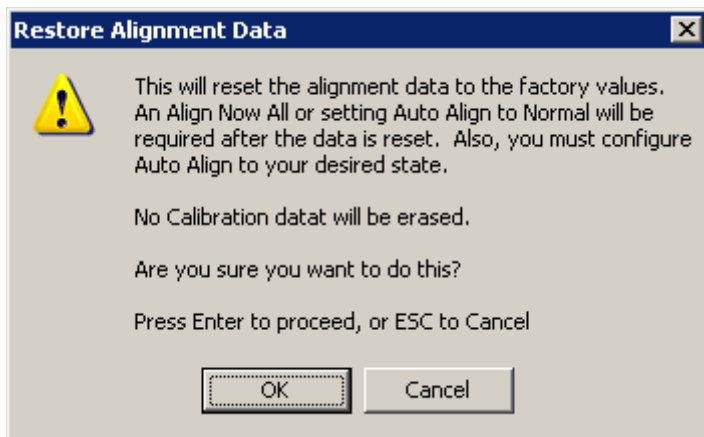 Restore Alignment Data
This will reset the alignment data to the factory values.
An Align Now All or setting Auto Align to Normal will be
required after the data is reset.  Also, you must configure
Auto Align to your desired state.
No Calibration datat will be erased.
Are you sure you want to do this?
Press Enter to proceed, or ESC to Cancel
OK
Cancel